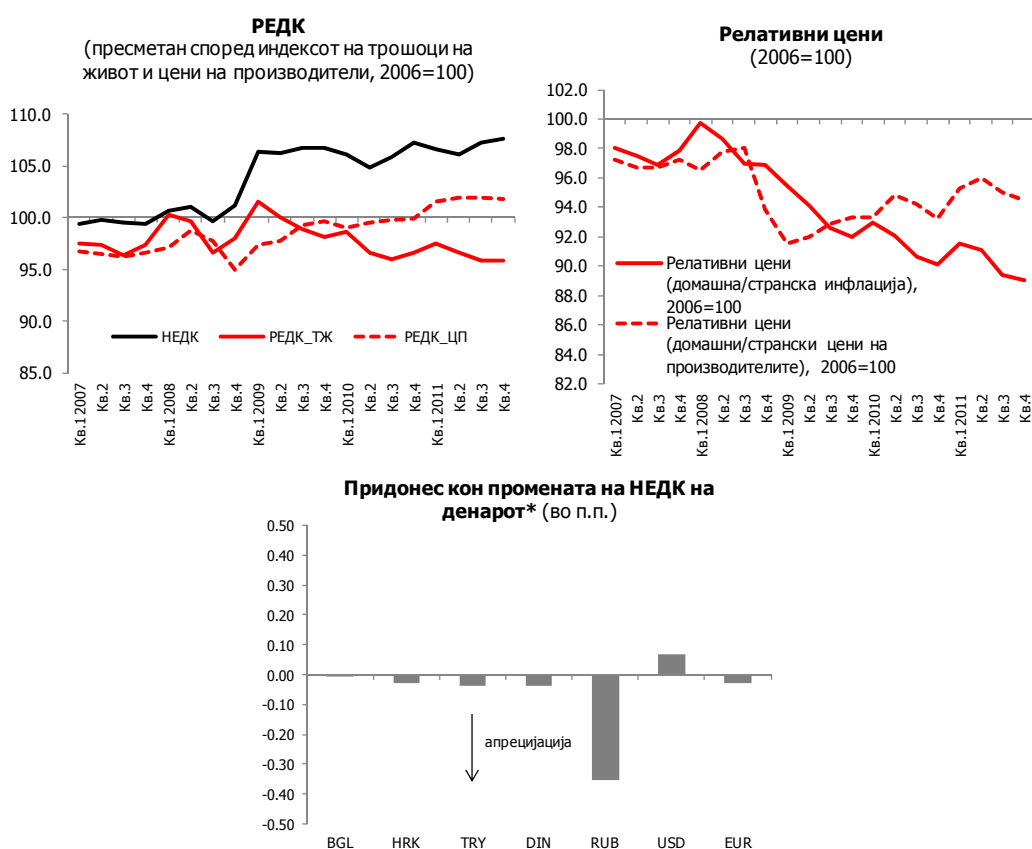 РЕДК
(пресметан според индексот на трошоци на
живот и цени на производители, 2006=100)
110.0
105.0
100.0
95.0
90.0
85.0
НЕДК
РЕДК_ТЖ
РЕДК_ЦП
Кв.1 2007
Кв.2
Кв.3
Кв.4
Кв.1 2008
Кв.2
Кв.3
Кв.4
Кв.1 2009
Кв.2
Кв.3
Кв.4
Кв.1 2010
Кв.2
Кв.3
Кв.4
Кв.1 2011
Кв.2
Кв.3
Кв.4
Релативни цени
(2006=100)
102.0
100.0
98.0
96.0
94.0
92.0
90.0
88.0
86.0
84.0
82.0
Релативни цени
(домашна/странска инфлација),
2006=100
Релативни цени
(домашни/странски цени на
производителите), 2006=100
Кв.1 2007
Кв.2
Кв.3
Кв.4
Кв.1 2008
Кв.2
Кв.3
Кв.4
Кв.1 2009
Кв.2
Кв.3
Кв.4
Кв.1 2010
Кв.2
Кв.3
Кв.4
Кв.1 2011
Кв.2
Кв.3
Кв.4
Придонес кон промената на НЕДК на
денарот* (во п.п.)
0.50
0.40
0.30
0.20
0.10
0.00
-0.10
-0.20
-0.30
-0.40
-0.50
апрецијација
BGL
HRK
TRY
DIN
RUB
USD
EUR